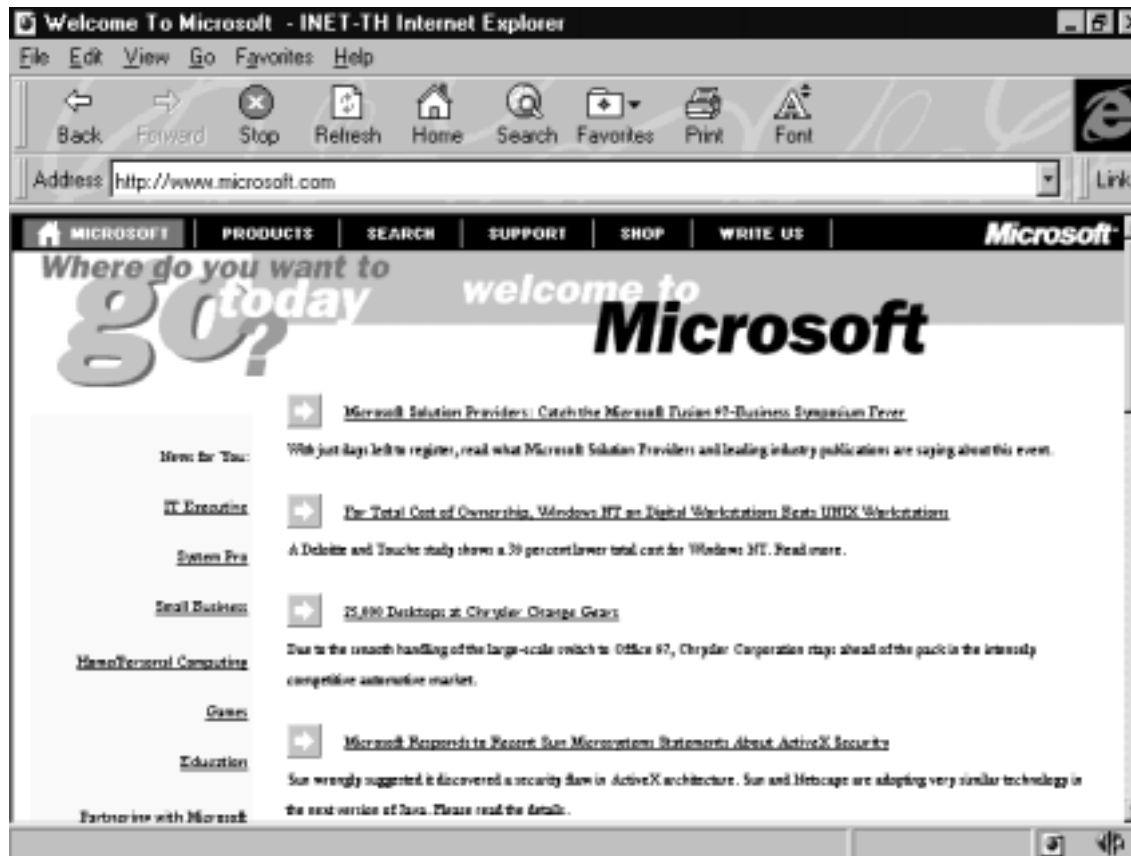 Welcome To Microsoft - INET-TH Internet Explorer
File Edit View Go Favorites Help
Back Forward Stop Refresh Home Search Favorites Print Font
Address http://www.microsoft.com Link
MICROSOFT PRODUCTS SEARCH SUPPORT SHOP WRITE US Microsoft
Where do you want to
go today?
welcome to
Microsoft
Microsoft Solution Providers: Catch the Microsoft Fusion 97-Business Symposium Fever
With just days left to register, read what Microsoft Solution Providers and leading industry publications are saying about this event.
News for You:
IT Executive
For Total Cost of Ownership, Windows NT on Digital Workstations Beats UNIX Workstations
A Deloitte and Touche study shows a percent lower total cost for Windows NT. Read more.
System Pro
Small Business
25,000 Desktops at Chrysler Change Gears
Due to the smooth handling of the large-scale switch to Office 97, Chrysler Corporation stays ahead of the pack in the intensely
competitive automotive market.
Home/Personal Computing
Games
Microsoft Responds to Recent Sun Microsystems Statements About ActiveX Security
Education
Sun wrongly suggested it discovered a security flaw in ActiveX architecture. Sun and Netscape are adopting very similar technology in
the next version of Java. Please read the details.
Partnering with Microsoft